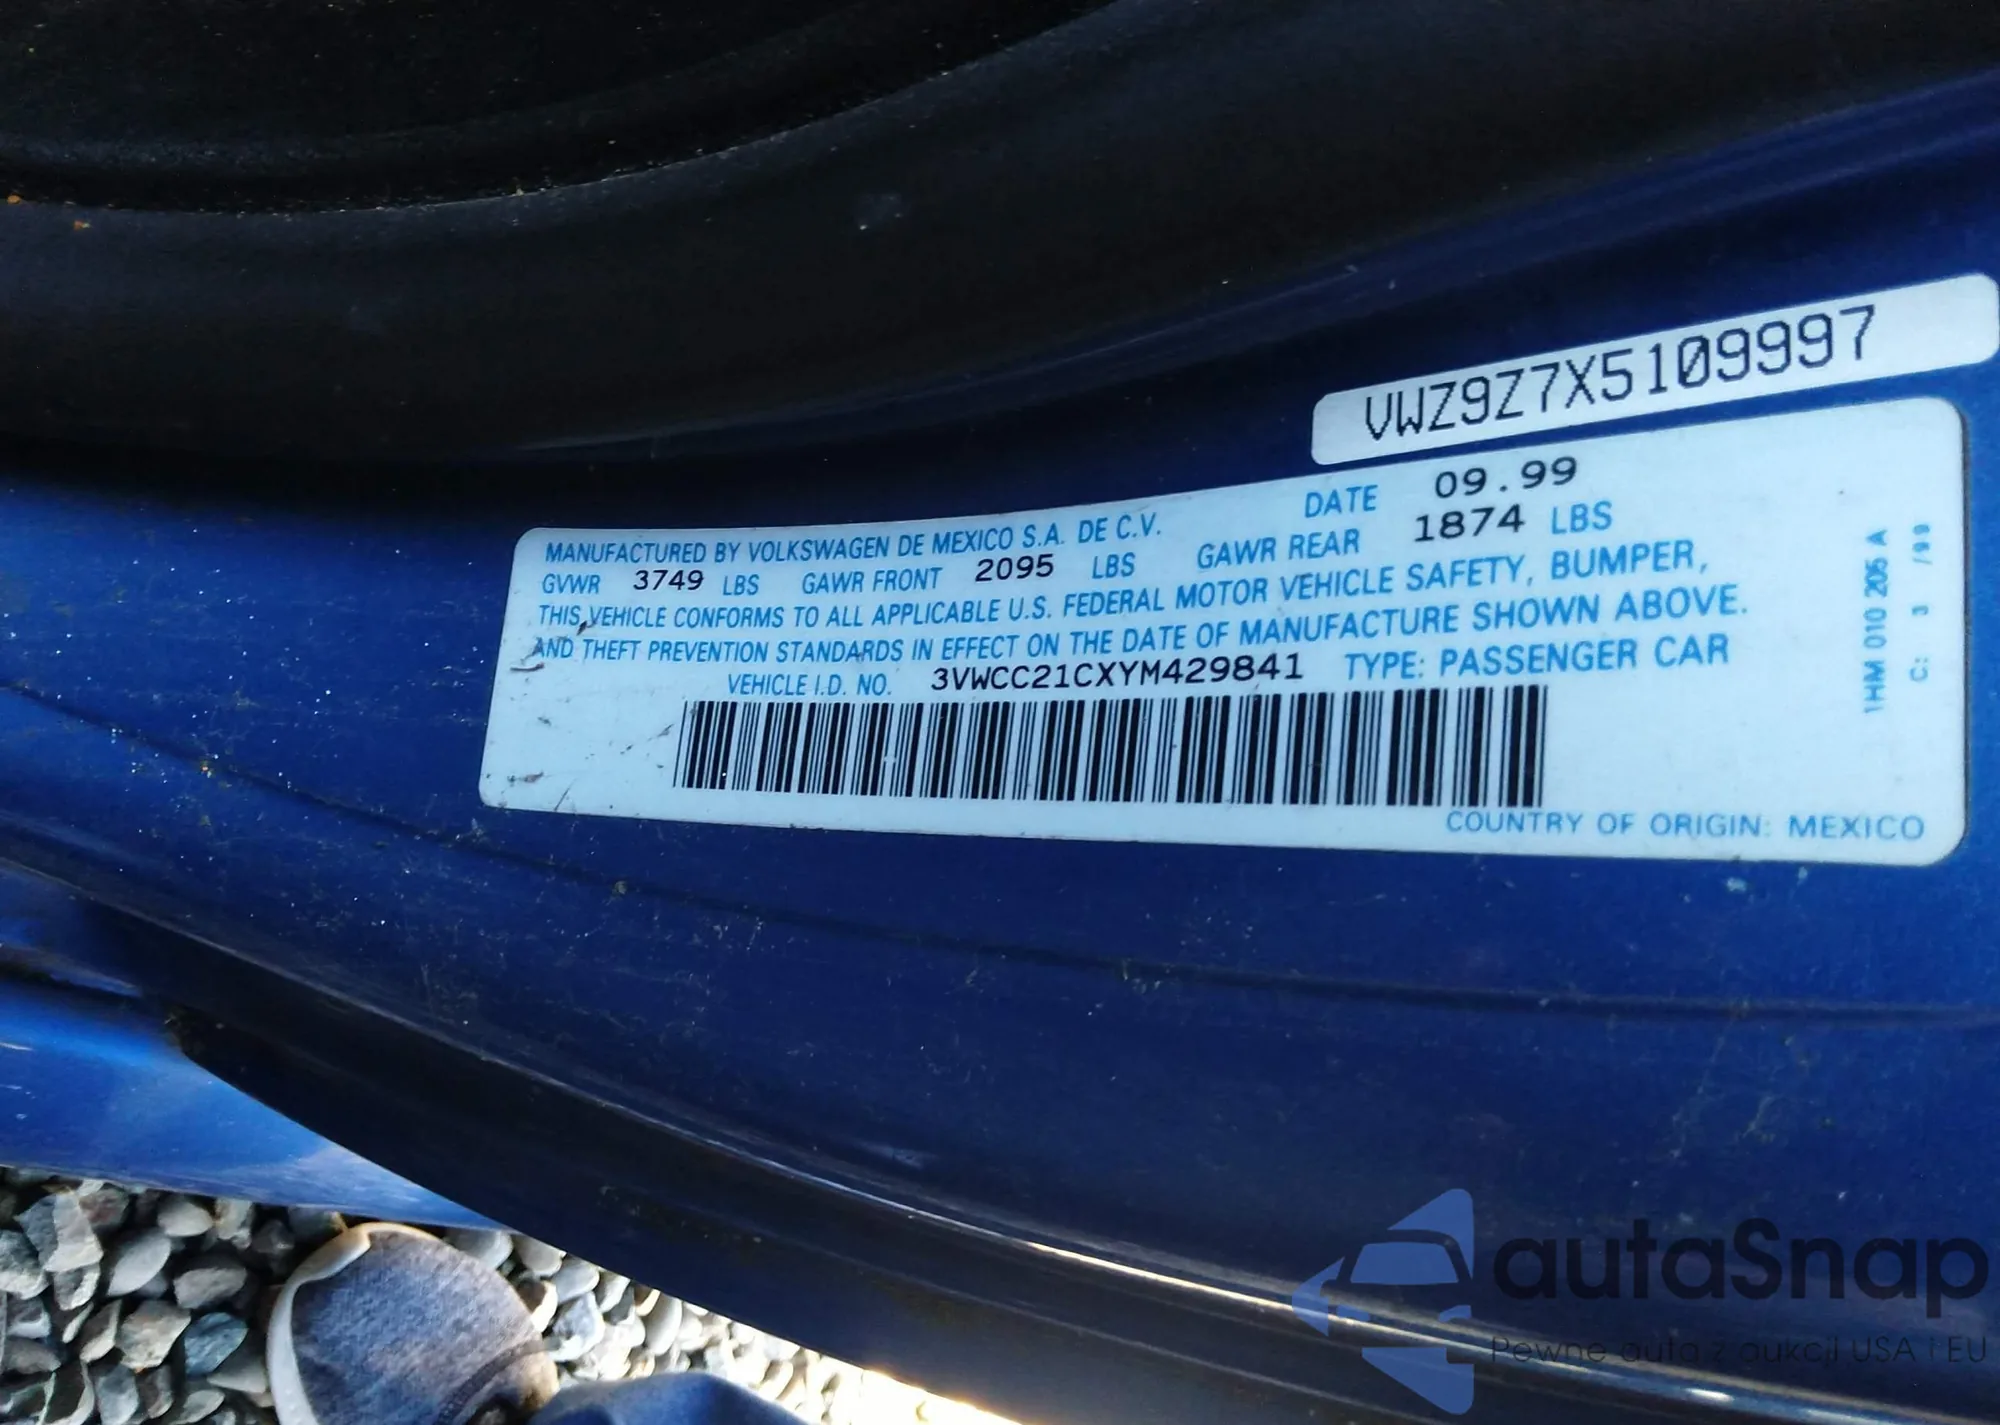 VWZ9Z7X5109997
MANUFACTURED BY VOLKSWAGEN DE MEXICO S.A. DE C.V. DATE 09.99
GVWR 3749 LBS GAWR FRONT 2095 LBS GAWR REAR 1874 LBS
THIS VEHICLE CONFORMS TO ALL APPLICABLE U.S. FEDERAL MOTOR VEHICLE SAFETY, BUMPER,
AND THEFT PREVENTION STANDARDS IN EFFECT ON THE DATE OF MANUFACTURE SHOWN ABOVE.
VEHICLE I.D. NO. 3VWCC21CXYM429841 TYPE: PASSENGER CAR
COUNTRY OF ORIGIN: MEXICO
1HM 010 205 A
C: 3 /99
autaSnap
Pewne auta z aukcji USA i EU